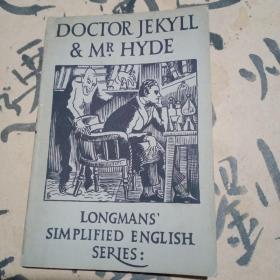 DOCTOR JEKYLL
& MR HYDE
LONGMANS'
SIMPLIFIED ENGLISH
SERIES: